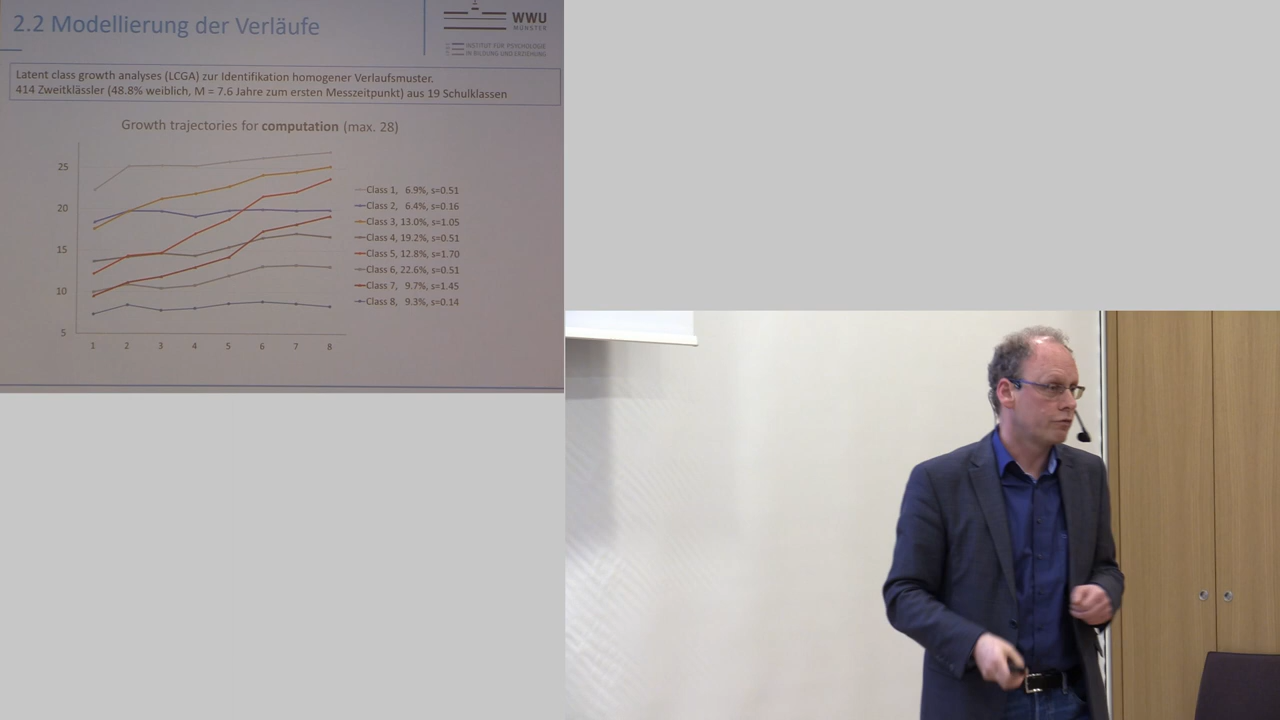 2.2 Modellierung der Verläufe
WWU
MÜNSTER
INSTITUT FÜR PSYCHOLOGIE
IN BILDUNG UND ERZIEHUNG
Latent class growth analyses (LCGA) zur Identifikation homogener Verlaufsmuster.
414 Zweitklässler (48.8% weiblich, M = 7.6 Jahre zum ersten Messzeitpunkt) aus 19 Schulklassen
Growth trajectories for computation (max. 28)
25
20
15
10
5
1 2 3 4 5 6 7 8
Class 1, 6.9%, s=0.51
Class 2, 6.4%, s=0.16
Class 3, 13.0%, s=1.05
Class 4, 19.2%, s=0.51
Class 5, 12.8%, s=1.70
Class 6, 22.6%, s=0.51
Class 7, 9.7%, s=1.45
Class 8, 9.3%, s=0.14